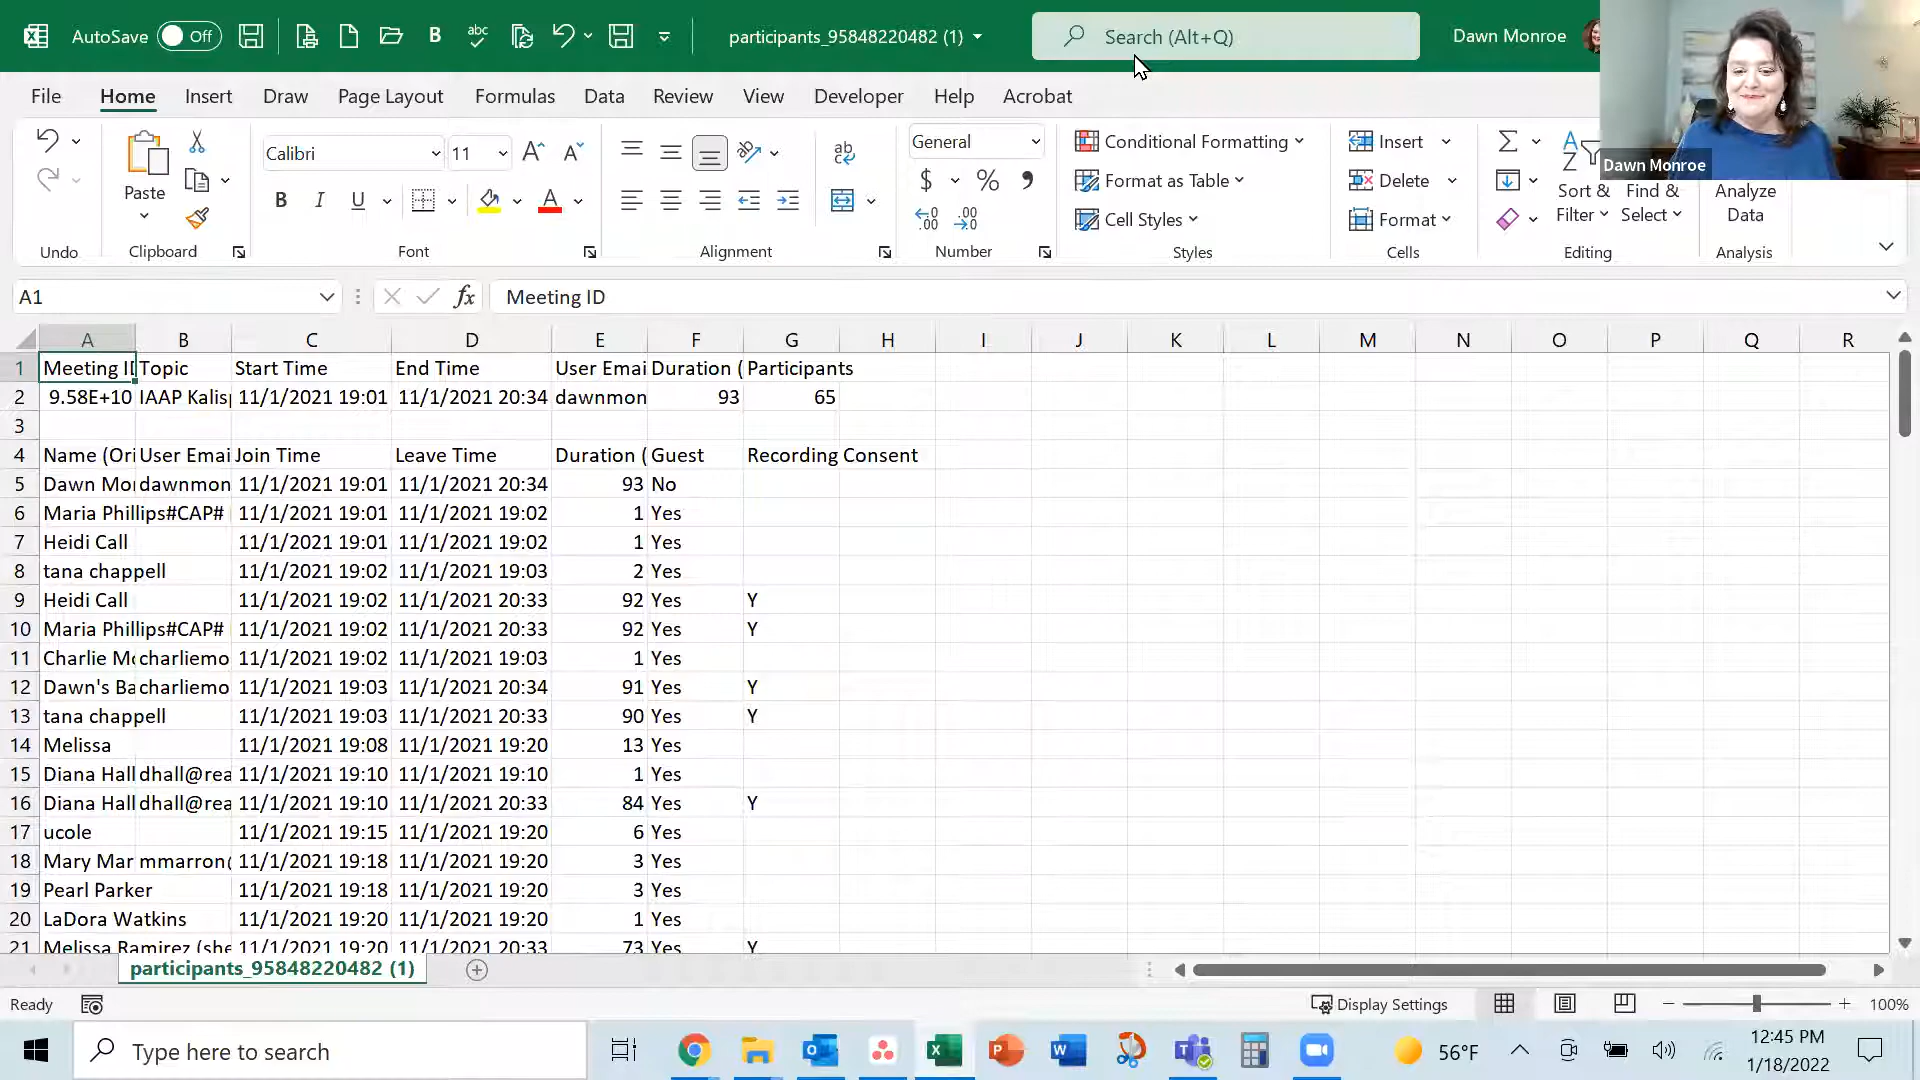 AutoSave Off participants_95848220482 (1) Search (Alt+Q) Dawn Monroe
File Home Insert Draw Page Layout Formulas Data Review View Developer Help Acrobat
Paste
Calibri 11
B I U
General
$ %
Conditional Formatting
Format as Table
Cell Styles
Insert
Delete
Format
Sort & Filter
Find & Select
Analyze Data
Dawn Monroe
Undo Clipboard Font Alignment Number Styles Cells Editing Analysis
A1 fx Meeting ID
A B C D E F G H I J K L M N O P Q R
1 Meeting ID Topic Start Time End Time User Emai Duration ( Participants
2 9.58E+10 IAAP Kalisp 11/1/2021 19:01 11/1/2021 20:34 dawnmon 93 65
3
4 Name (Ori User Emai Join Time Leave Time Duration ( Guest Recording Consent
5 Dawn Mon dawnmon 11/1/2021 19:01 11/1/2021 20:34 93 No
6 Maria Phillips#CAP# 11/1/2021 19:01 11/1/2021 19:02 1 Yes
7 Heidi Call 11/1/2021 19:01 11/1/2021 19:02 1 Yes
8 tana chappell 11/1/2021 19:02 11/1/2021 19:03 2 Yes
9 Heidi Call 11/1/2021 19:02 11/1/2021 20:33 92 Yes Y
10 Maria Phillips#CAP# 11/1/2021 19:02 11/1/2021 20:33 92 Yes Y
11 Charlie Mo charliemo 11/1/2021 19:02 11/1/2021 19:03 1 Yes
12 Dawn's Ba charliemo 11/1/2021 19:03 11/1/2021 20:34 91 Yes Y
13 tana chappell 11/1/2021 19:03 11/1/2021 20:33 90 Yes Y
14 Melissa 11/1/2021 19:08 11/1/2021 19:20 13 Yes
15 Diana Hall dhall@rea 11/1/2021 19:10 11/1/2021 19:10 1 Yes
16 Diana Hall dhall@rea 11/1/2021 19:10 11/1/2021 20:33 84 Yes Y
17 ucole 11/1/2021 19:15 11/1/2021 19:20 6 Yes
18 Mary Mar mmarron@ 11/1/2021 19:18 11/1/2021 19:20 3 Yes
19 Pearl Parker 11/1/2021 19:18 11/1/2021 19:20 3 Yes
20 LaDora Watkins 11/1/2021 19:20 11/1/2021 19:20 1 Yes
21 Melissa Ramirez (she 11/1/2021 19:20 11/1/2021 20:33 73 Yes Y
participants_95848220482 (1)
Ready Display Settings 100%
Type here to search 56°F 12:45 PM
1/18/2022